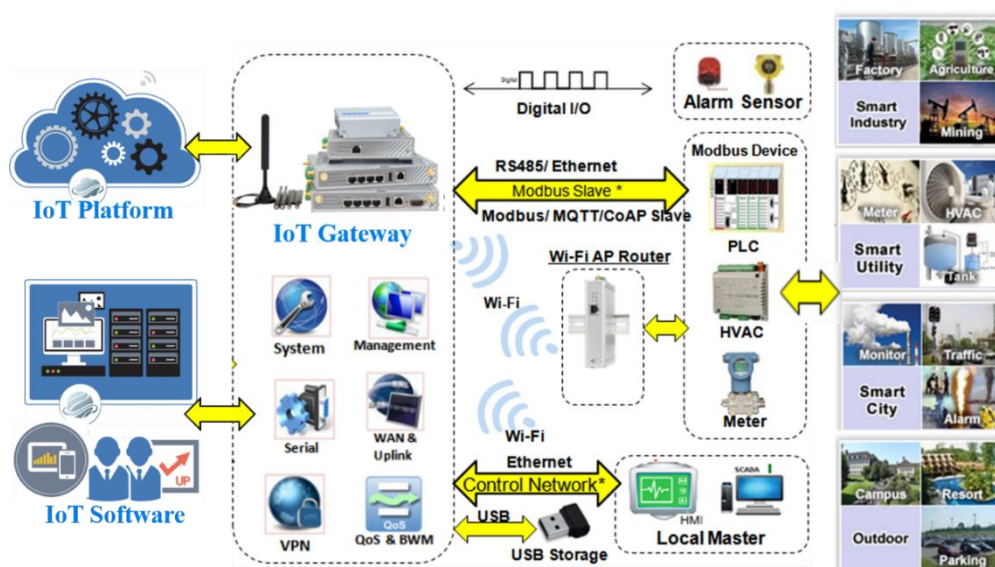 IoT Platform
IoT Software
UP
IoT Gateway
System
Management
Serial
WAN &
Uplink
VPN
QoS
QoS & BWM
Digital
Digital I/O
Alarm Sensor
RS485/ Ethernet
Modbus Slave *
Modbus/ MQTT/CoAP Slave
Wi-Fi
Wi-Fi AP Router
Wi-Fi
Ethernet
Control Network*
USB
USB Storage
Modbus Device
PLC
HVAC
Meter
SCADA
HMI
Local Master
Factory
Agriculture
Smart
Industry
Mining
Meter
HVAC
Smart
Utility
Tank
Monitor
Traffic
Smart
City
Alarm
Campus
Resort
Outdoor
Parking